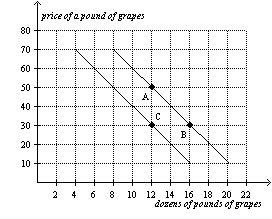 price of a pound of grapes
80
70
60
50
40
30
20
10
A
C
B
2 4 6 8 10 12 14 16 18 20 22
dozens of pounds of grapes